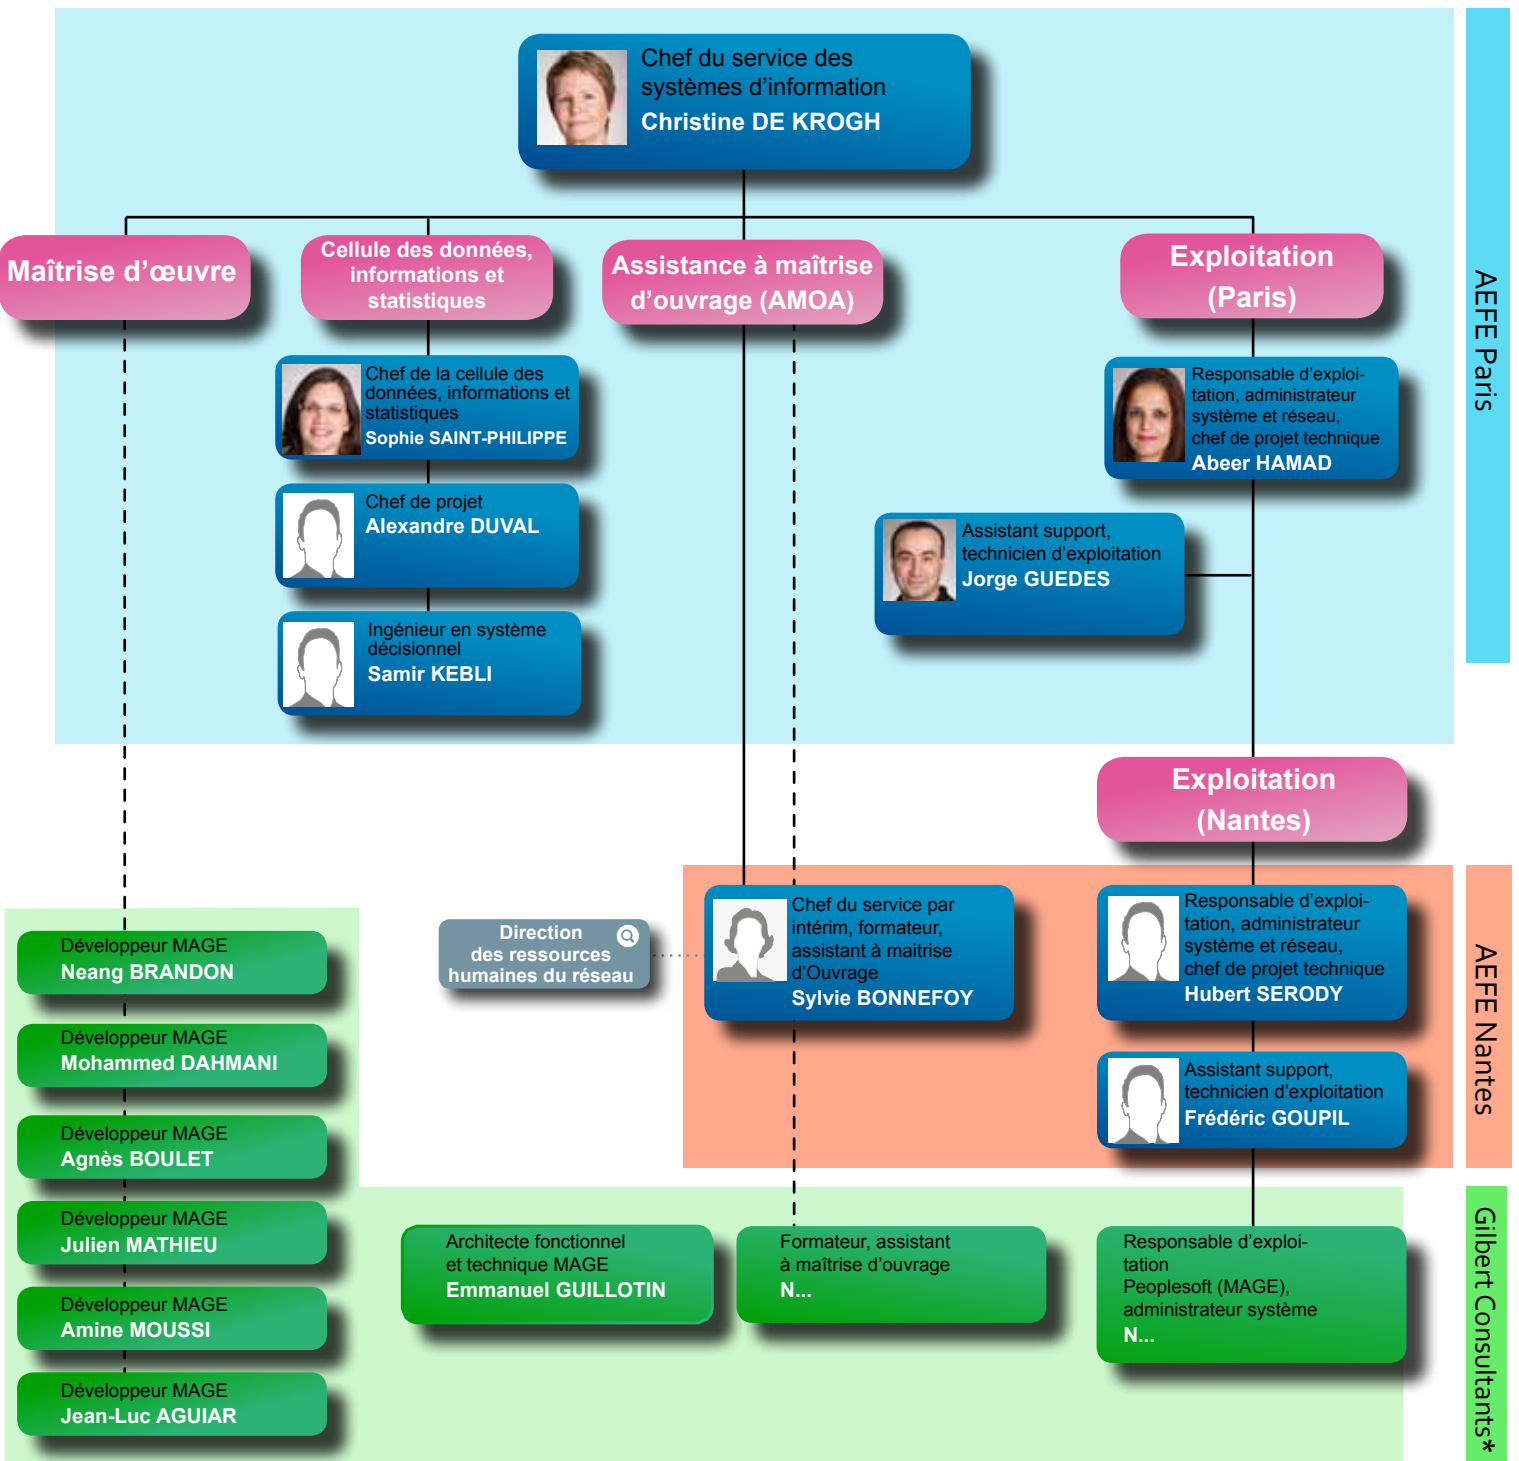 Chef du service des
systèmes d’information
Christine DE KROGH
Maîtrise d’œuvre
Cellule des données,
informations et
statistiques
Assistance à maîtrise
d’ouvrage (AMOA)
Exploitation
(Paris)
AEFE Paris
Chef de la cellule des
données, informations et
statistiques
Sophie SAINT-PHILIPPE
Chef de projet
Alexandre DUVAL
Ingénieur en système
décisionnel
Samir KEBLI
Responsable d’exploi-
tation, administrateur
système et réseau,
chef de projet technique
Abeer HAMAD
Assistant support,
technicien d’exploitation
Jorge GUEDES
Exploitation
(Nantes)
AEFE Nantes
Direction
des ressources
humaines du réseau
Chef du service par
intérim, formateur,
assistant à maitrise
d’Ouvrage
Sylvie BONNEFOY
Responsable d’exploi-
tation, administrateur
système et réseau,
chef de projet technique
Hubert SERODY
Assistant support,
technicien d’exploitation
Frédéric GOUPIL
Développeur MAGE
Neang BRANDON
Développeur MAGE
Mohammed DAHMANI
Développeur MAGE
Agnès BOULET
Développeur MAGE
Julien MATHIEU
Développeur MAGE
Amine MOUSSI
Développeur MAGE
Jean-Luc AGUIAR
Architecte fonctionnel
et technique MAGE
Emmanuel GUILLOTIN
Formateur, assistant
à maîtrise d’ouvrage
N...
Responsable d’exploi-
tation
Peoplesoft (MAGE),
administrateur système
N...
Gilbert Consultants*